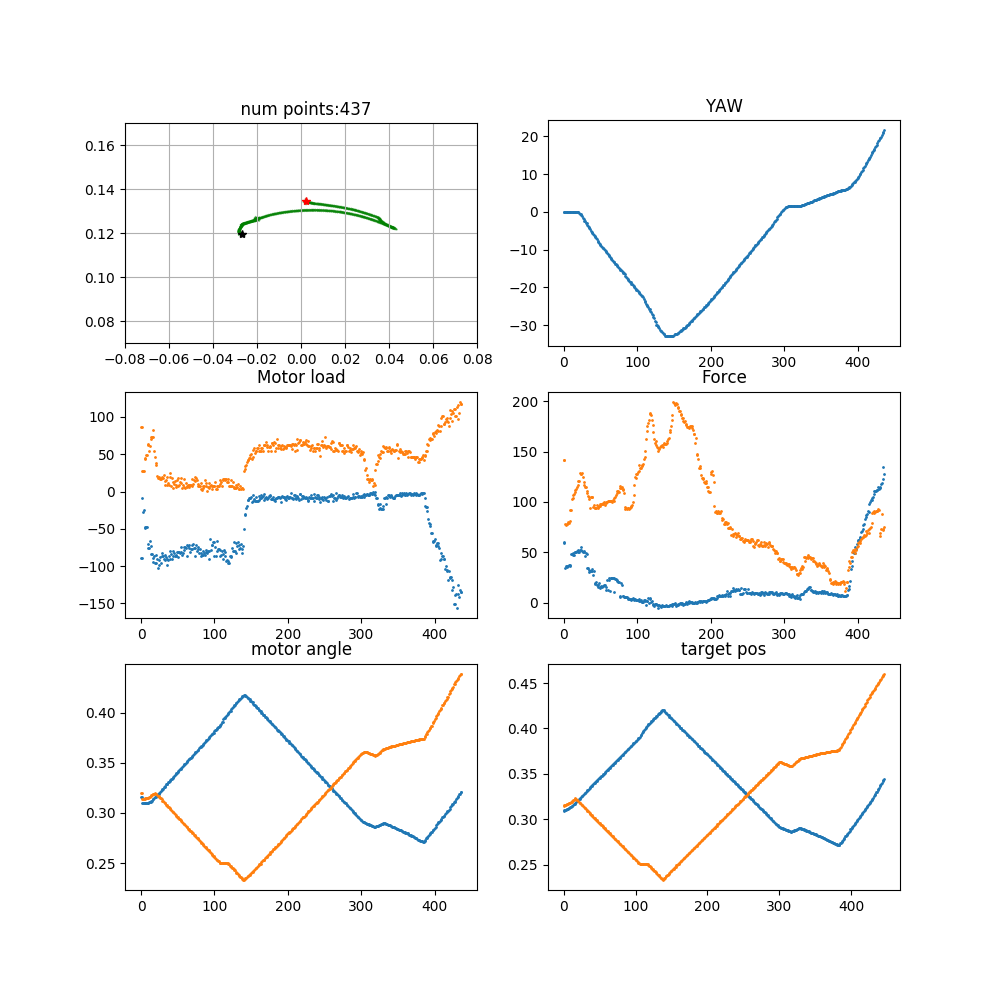 num points:437
0.16
0.14
0.12
0.10
0.08
−0.08 −0.06 −0.04 −0.02 0.00 0.02 0.04 0.06 0.08
YAW
20
10
0
−10
−20
−30
0 100 200 300 400
Motor load
100
50
0
−50
−100
−150
0 100 200 300 400
Force
200
150
100
50
0
0 100 200 300 400
motor angle
0.40
0.35
0.30
0.25
0 100 200 300 400
target pos
0.45
0.40
0.35
0.30
0.25
0 100 200 300 400